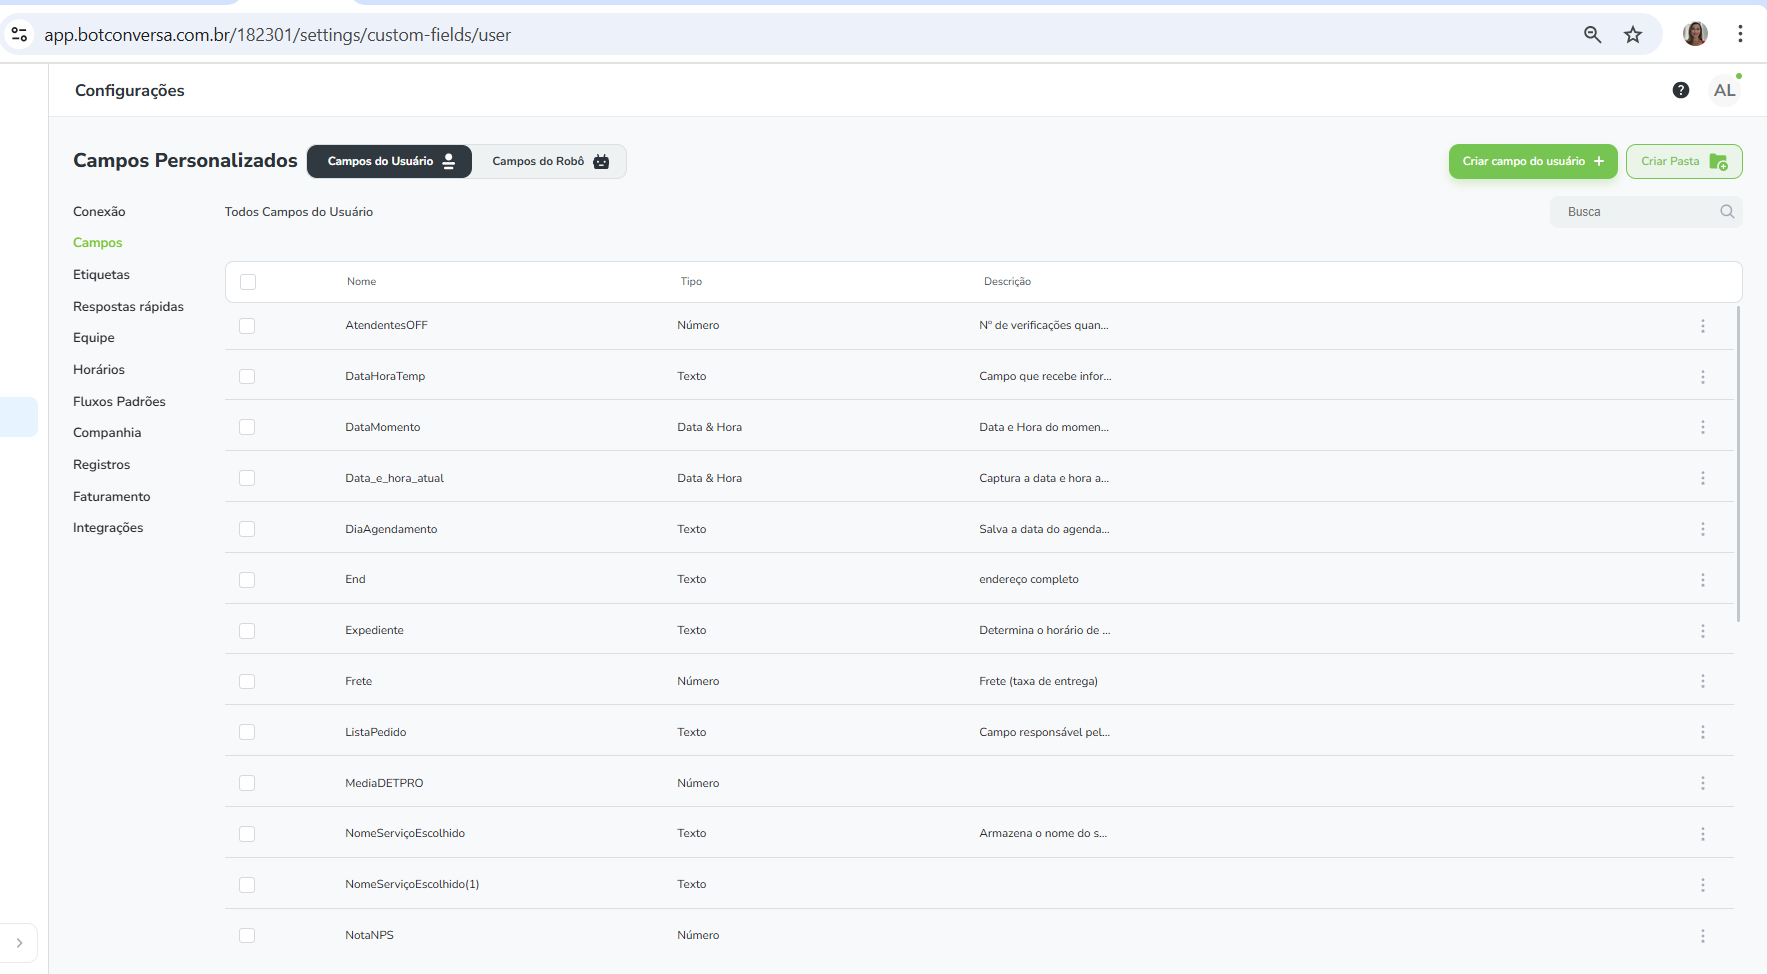 app.botconversa.com.br/182301/settings/custom-fields/user
Configurações
?
AL
Campos Personalizados
Campos do Usuário
Campos do Robô
Criar campo do usuário +
Criar Pasta
Conexão
Campos
Etiquetas
Respostas rápidas
Equipe
Horários
Fluxos Padrões
Companhia
Registros
Faturamento
Integrações
Todos Campos do Usuário
Busca
Nome Tipo Descrição
AtendentesOFF Número Nº de verificações quan...
DataHoraTemp Texto Campo que recebe infor...
DataMomento Data & Hora Data e Hora do momen...
Data_e_hora_atual Data & Hora Captura a data e hora a...
DiaAgendamento Texto Salva a data do agenda...
End Texto endereço completo
Expediente Texto Determina o horário de ...
Frete Número Frete (taxa de entrega)
ListaPedido Texto Campo responsável pel...
MediaDETPRO Número
NomeServiçoEscolhido Texto Armazena o nome do s...
NomeServiçoEscolhido(1) Texto
NotaNPS Número